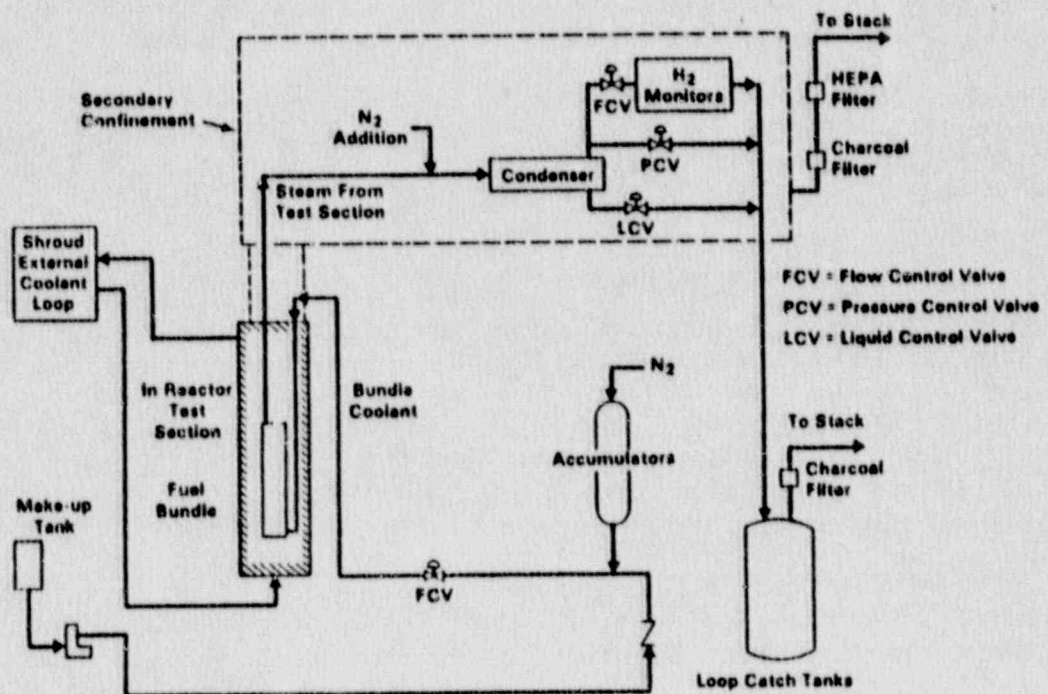 To Stack
HEPA
Filter
Charcoal
Filter
Secondary
Confinement
N2
Addition
FCV
H2
Monitors
PCV
Condenser
LCV
Steam From
Test Section
Shroud
External
Coolant
Loop
FCV = Flow Control Valve
PCV = Pressure Control Valve
LCV = Liquid Control Valve
In Reactor
Test
Section
Bundle
Coolant
N2
Accumulators
To Stack
Charcoal
Filter
Fuel
Bundle
Make-up
Tank
FCV
Loop Catch Tanks